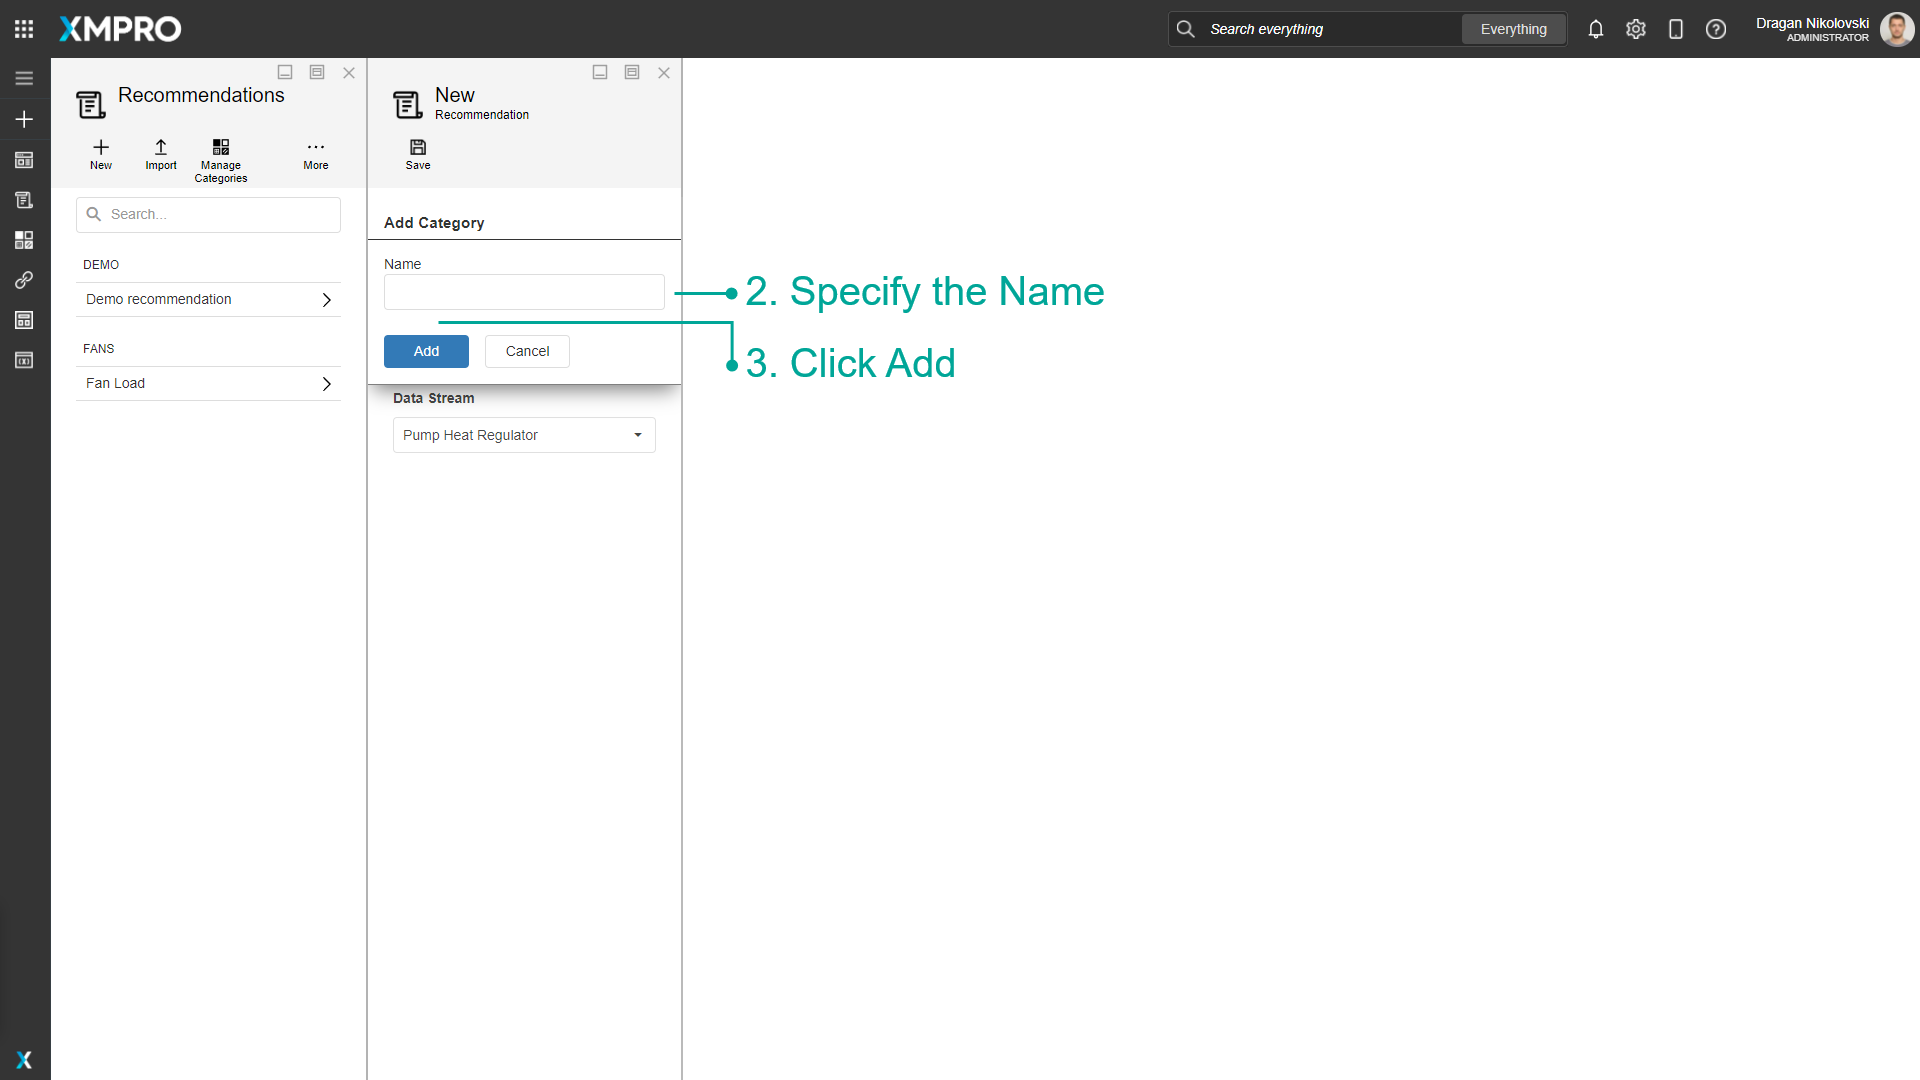 XMPRO
Search everything
Everything
Dragan Nikolovski
ADMINISTRATOR
Recommendations
New
Import
Manage
Categories
More
Search...
DEMO
Demo recommendation
FANS
Fan Load
New
Recommendation
Save
Add Category
Name
Add
Cancel
Data Stream
Pump Heat Regulator
2. Specify the Name
3. Click Add